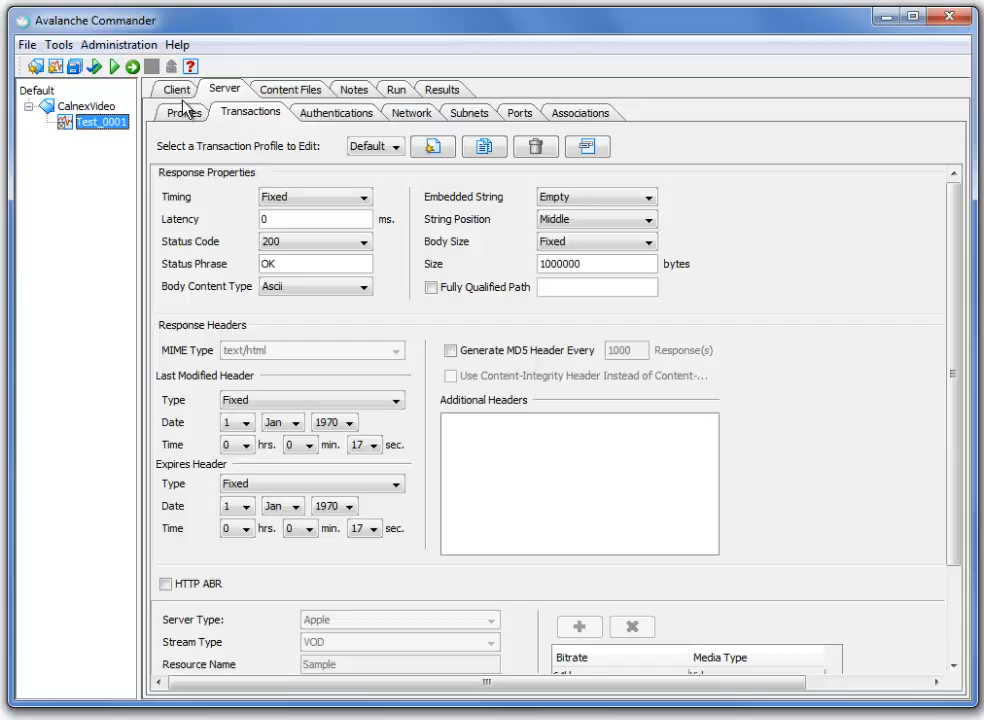 Avalanche Commander
File Tools Administration Help
Default
CalnexVideo
Test_0001
Client Server Content Files Notes Run Results
Profiles Transactions Authentications Network Subnets Ports Associations
Select a Transaction Profile to Edit: Default
Response Properties
Timing Fixed Embedded String Empty
Latency 0 ms. String Position Middle
Status Code 200 Body Size Fixed
Status Phrase OK Size 1000000 bytes
Body Content Type Ascii Fully Qualified Path
Response Headers
MIME Type text/html Generate MD5 Header Every 1000 Response(s)
Last Modified Header Use Content-Integrity Header Instead of Content-...
Type Fixed Additional Headers
Date 1 Jan 1970
Time 0 hrs. 0 min. 17 sec.
Expires Header
Type Fixed
Date 1 Jan 1970
Time 0 hrs. 0 min. 17 sec.
HTTP ABR
Server Type: Apple
Stream Type VOD
Resource Name Sample
Bitrate Media Type